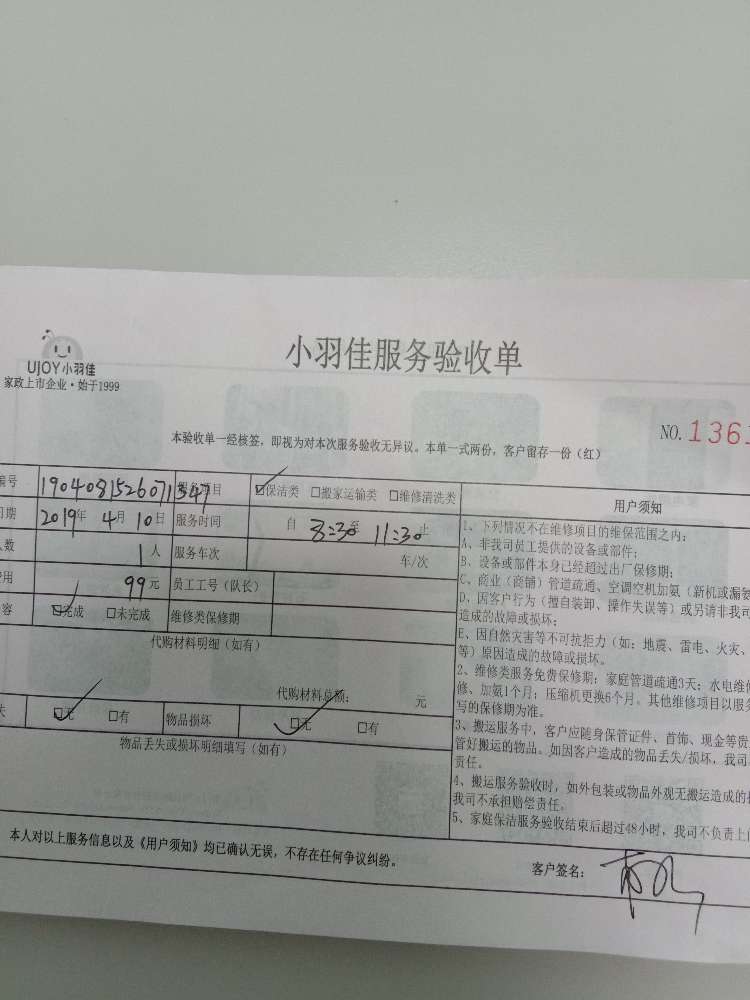 UJOY小羽佳
家政上市企业·始于1999
小羽佳服务验收单
NO. 1361
本验收单一经核签，即视为对本次服务验收无异议。本单一式两份，客户留存一份（红）
编号 1904081526071347 服务项目 ☑保洁类 □搬家运输类 □维修清洗类 用户须知
日期 2019年 4月 10日 服务时间 自 8:30 至 11:30 止
人数 1人 服务车次 车/次
费用 99元 员工工号（队长）
容 ☑完成 □未完成 维修类保修期
代购材料明细（如有）
代购材料总额： 元
失 ☑无 □有 物品损坏 ☑无 □有
物品丢失或损坏明细填写（如有）
1、下列情况不在维修项目的维保范围之内：
A、非我司员工提供的设备或部件；
B、设备或部件本身已经超过出厂保修期；
C、商业（商铺）管道疏通、空调空机加氨（新机或漏氨
D、因客户行为（擅自装卸、操作失误等）或另请非我司
造成的故障或损坏；
E、因自然灾害等不可抗拒力（如：地震、雷电、火灾、
等）原因造成的故障或损坏。
2、维修类服务免费保修期：家庭管道疏通3天；水电维
修、加氨1个月；压缩机更换6个月。其他维修项目以服务
写的保修期为准。
3、搬运服务中，客户应随身保管证件、首饰、现金等贵
管好搬运的物品。如因客户造成的物品丢失/损坏，我司
责任。
4、搬运服务验收时，如外包装或物品外观无搬运造成的
我司不承担赔偿责任。
5、家庭保洁服务验收结束后超过48小时，我司不负责上
本人对以上服务信息以及《用户须知》均已确认无误，不存在任何争议纠纷。
客户签名：